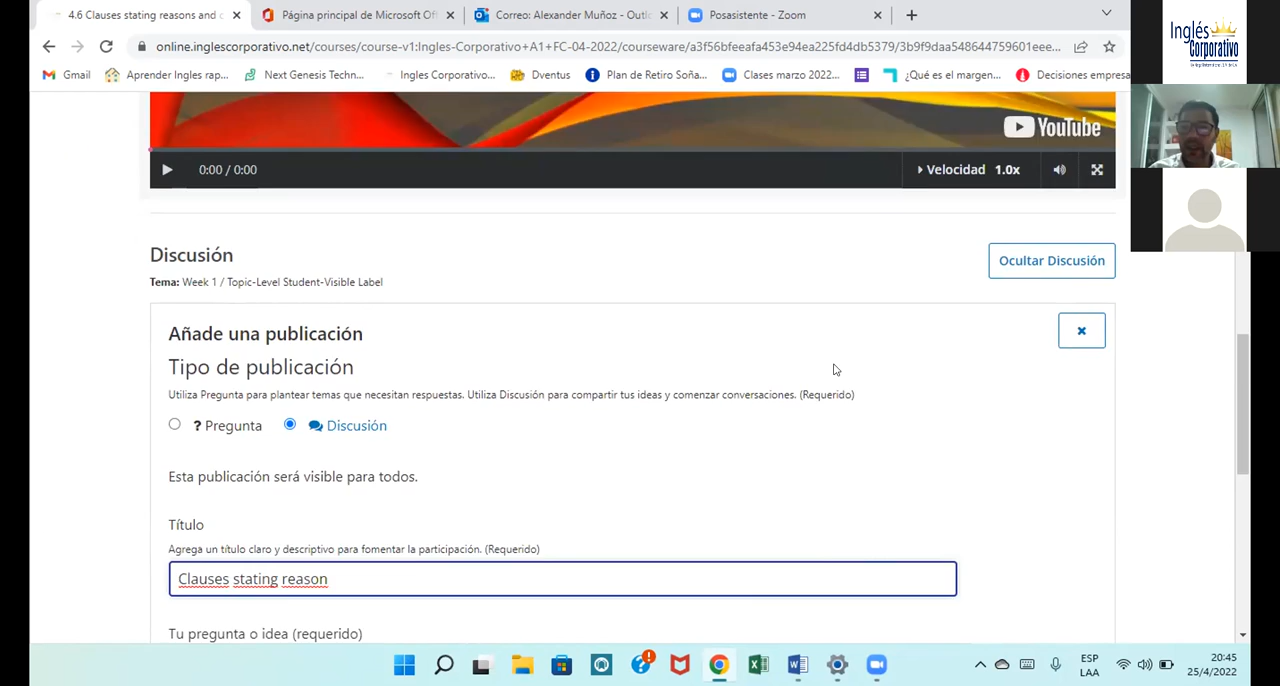 4.6 Clauses stating reasons and c
Página principal de Microsoft Off
Correo: Alexander Muñoz - Outlo
Posasistente - Zoom
online.inglescorporativo.net/courses/course-v1:Ingles-Corporativo+A1+FC-04-2022/courseware/a3f56bfeefa453e94ea225fd4db5379/3b9f9daa548644759601eee...
Gmail
Aprender Ingles rap...
Next Genesis Techn...
Ingles Corporativo...
Dventus
Plan de Retiro Soña...
Clases marzo 2022...
¿Qué es el margen...
Decisiones empresa
Inglés
Corporativo
YouTube
0:00 / 0:00
Velocidad 1.0x
Discusión
Ocultar Discusión
Tema: Week 1 / Topic-Level Student-Visible Label
Añade una publicación
Tipo de publicación
Utiliza Pregunta para plantear temas que necesitan respuestas. Utiliza Discusión para compartir tus ideas y comenzar conversaciones. (Requerido)
? Pregunta
Discusión
Esta publicación será visible para todos.
Título
Agrega un título claro y descriptivo para fomentar la participación. (Requerido)
Clauses stating reason
Tu pregunta o idea (requerido)
ESP
LAA
20:45
25/4/2022